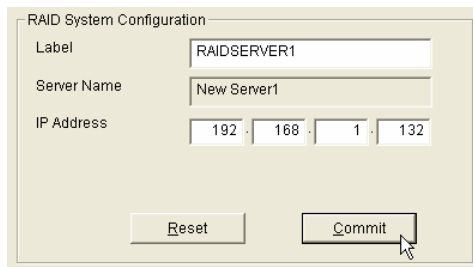 RAID System Configuration
Label RAIDSERVER1
Server Name New Server1
IP Address 192 . 168 . 1 . 132
Reset Commit